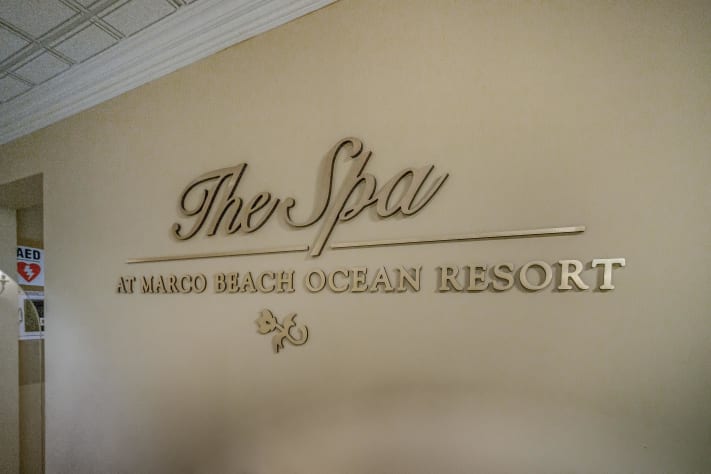 The Spa
AT MARCO BEACH OCEAN RESORT
AED